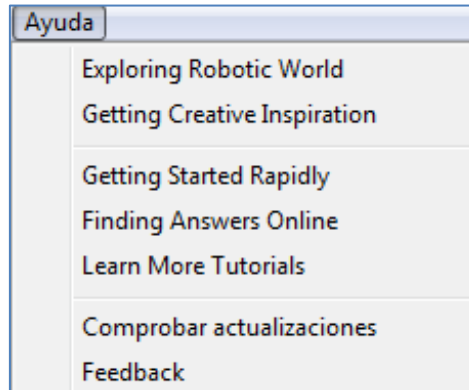 Ayuda
Exploring Robotic World
Getting Creative Inspiration
Getting Started Rapidly
Finding Answers Online
Learn More Tutorials
Comprobar actualizaciones
Feedback